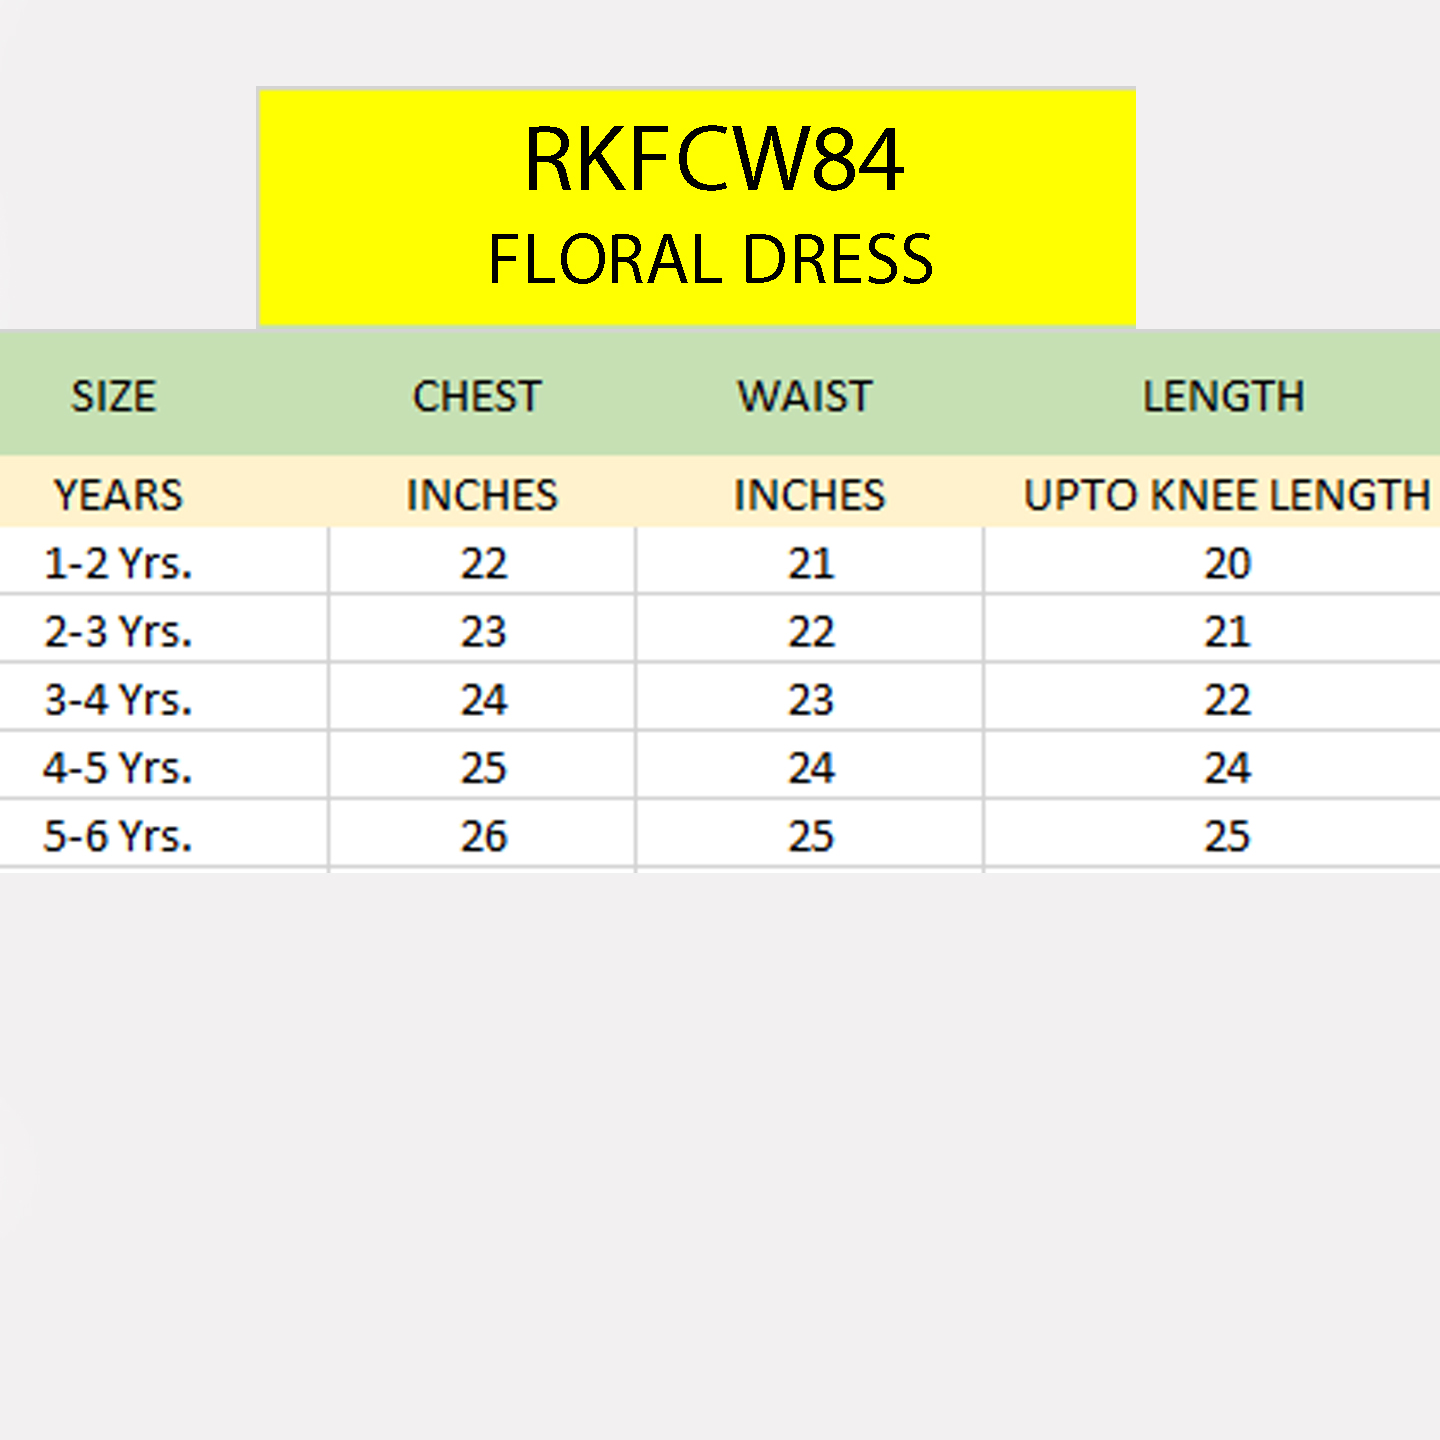 RKFCW84
FLORAL DRESS
SIZE CHEST WAIST LENGTH
YEARS INCHES INCHES UPTO KNEE LENGTH
1-2 Yrs. 22 21 20
2-3 Yrs. 23 22 21
3-4 Yrs. 24 23 22
4-5 Yrs. 25 24 24
5-6 Yrs. 26 25 25